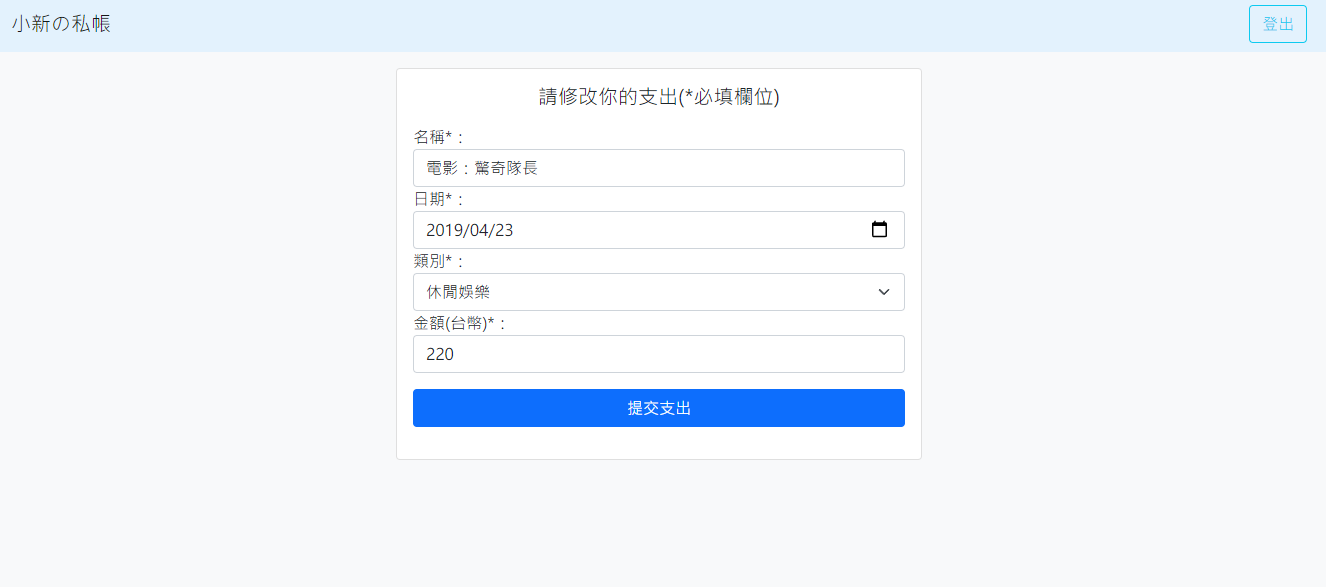 小新の私帳
登出
請修改你的支出(*必填欄位)
名稱*：
電影：驚奇隊長
日期*：
2019/04/23
類別*：
休閒娛樂
金額(台幣)*：
220
提交支出